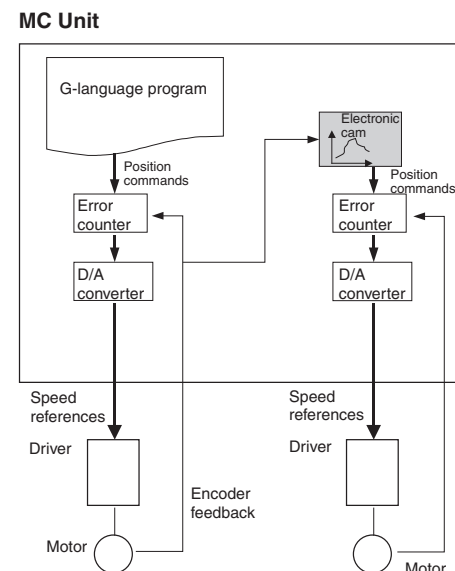 MC Unit
G-language program
Position
commands
Error
counter
D/A
converter
Electronic
cam
Position
commands
Error
counter
D/A
converter
Speed
references
Driver
Encoder
feedback
Motor
Speed
references
Driver
Motor